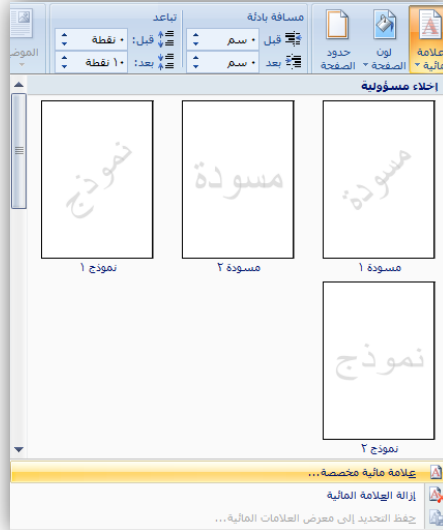 علامة مائية
لون الصفحة
حدود الصفحة
مسافة بادئة
قبل ٠ سم
بعد ٠ سم
تباعد
قبل: ٠ نقطة
بعد: ١٠ نقطة
إخلاء مسؤولية
مسودة
مسودة
نموذج
مسودة ١
مسودة ٢
نموذج ١
نموذج
نموذج ٢
علامة مائية مخصصة...
إزالة العلامة المائية
حفظ التحديد إلى معرض العلامات المائية...